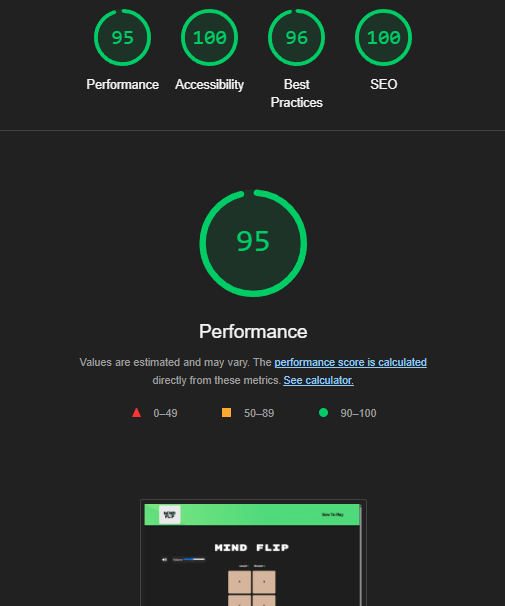 95 100 96 100
Performance Accessibility Best Practices SEO
95
Performance
Values are estimated and may vary. The performance score is calculated
directly from these metrics. See calculator.
0–49 50–89 90–100
MIND FLIP
How To Play
MIND FLIP